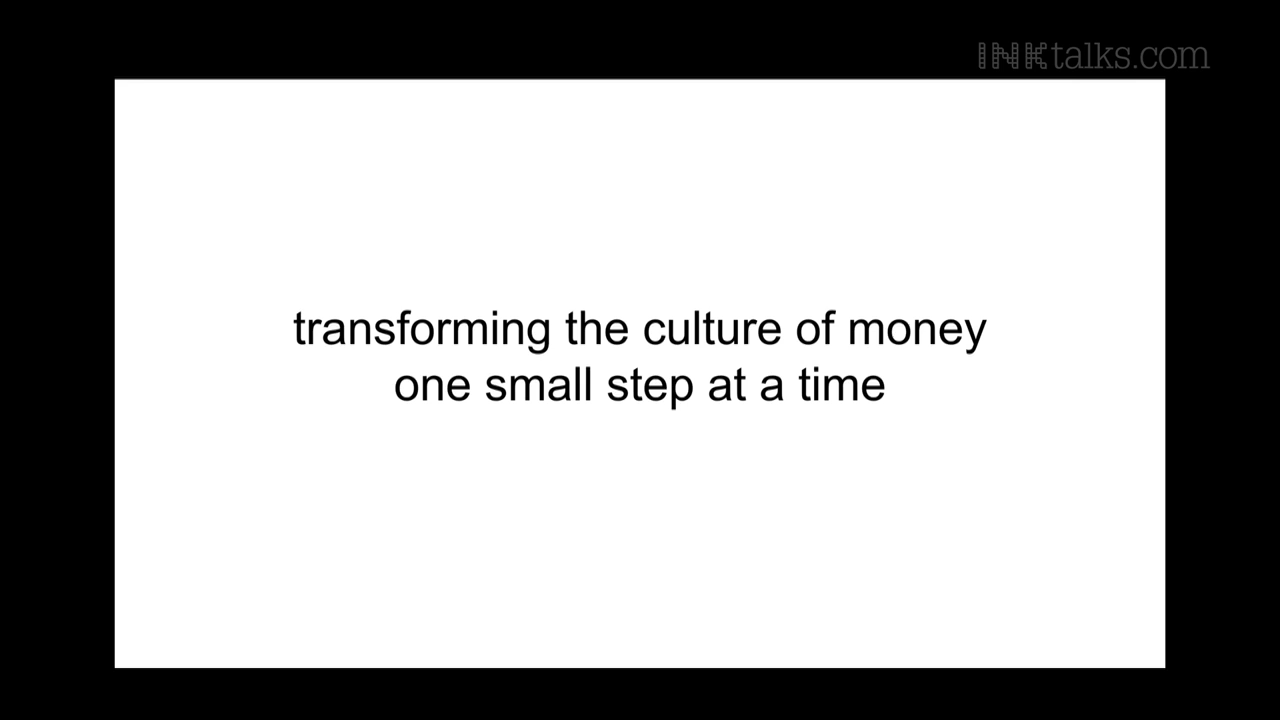 INKtalks.com
transforming the culture of money
one small step at a time